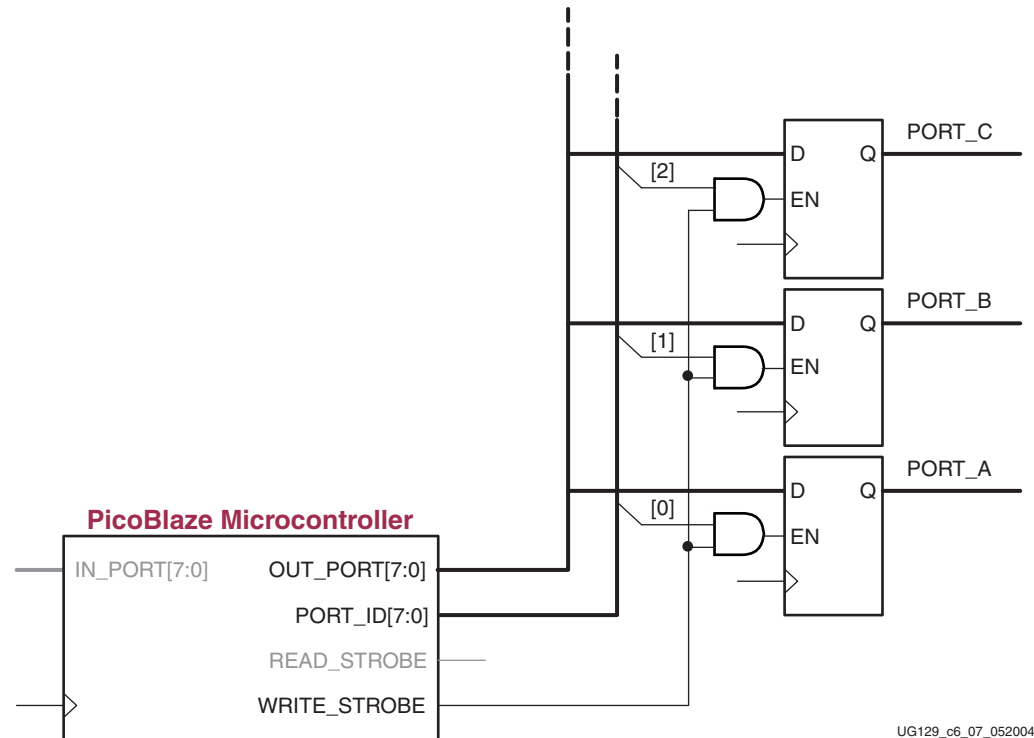 PORT_C
D Q
[2]
EN
PORT_B
D Q
[1]
EN
PORT_A
D Q
[0]
EN
PicoBlaze Microcontroller
IN_PORT[7:0] OUT_PORT[7:0]
PORT_ID[7:0]
READ_STROBE
WRITE_STROBE
UG129_c6_07_052004